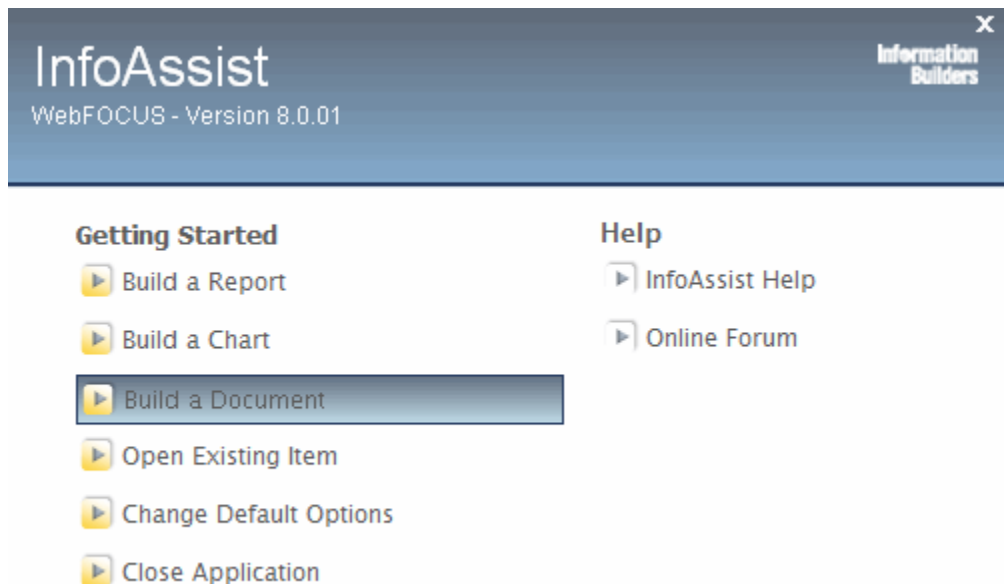 X
InfoAssist
Information
Builders
WebFOCUS - Version 8.0.01
Getting Started
Build a Report
Build a Chart
Build a Document
Open Existing Item
Change Default Options
Close Application
Help
InfoAssist Help
Online Forum